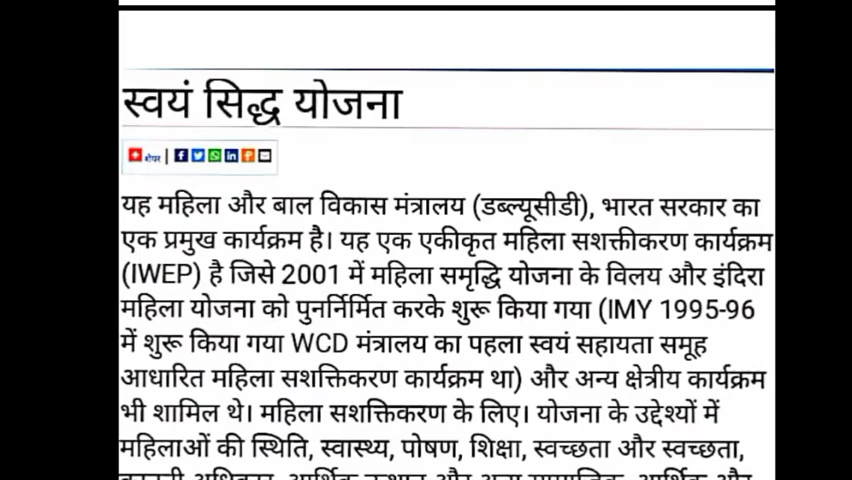 स्वयं सिद्ध योजना
शेयर
यह महिला और बाल विकास मंत्रालय (डब्ल्यूसीडी), भारत सरकार का
एक प्रमुख कार्यक्रम है। यह एक एकीकृत महिला सशक्तीकरण कार्यक्रम
(IWEP) है जिसे 2001 में महिला समृद्धि योजना के विलय और इंदिरा
महिला योजना को पुनर्निर्मित करके शुरू किया गया (IMY 1995-96
में शुरू किया गया WCD मंत्रालय का पहला स्वयं सहायता समूह
आधारित महिला सशक्तिकरण कार्यक्रम था) और अन्य क्षेत्रीय कार्यक्रम
भी शामिल थे। महिला सशक्तिकरण के लिए। योजना के उद्देश्यों में
महिलाओं की स्थिति, स्वास्थ्य, पोषण, शिक्षा, स्वच्छता और स्वच्छता,